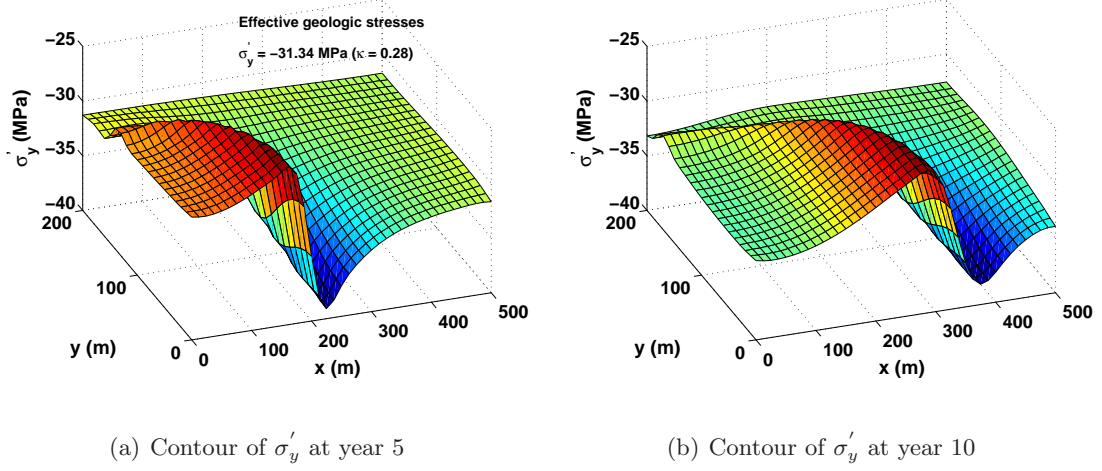 Effective geologic stresses
σ'y = −31.34 MPa (κ = 0.28)
σ'y (MPa)
−25
−30
−35
−40
200
100
0
y (m)
0
100
200
300
400
500
x (m)
σ'y (MPa)
−25
−30
−35
−40
200
100
0
y (m)
0
100
200
300
400
500
x (m)
(a) Contour of σ'y at year 5
(b) Contour of σ'y at year 10